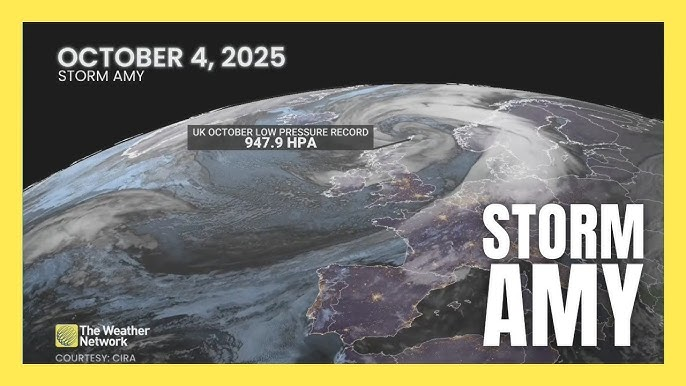 OCTOBER 4, 2025
STORM AMY
UK OCTOBER LOW PRESSURE RECORD
947.9 HPA
STORM
AMY
The Weather
Network
COURTESY: CIRA